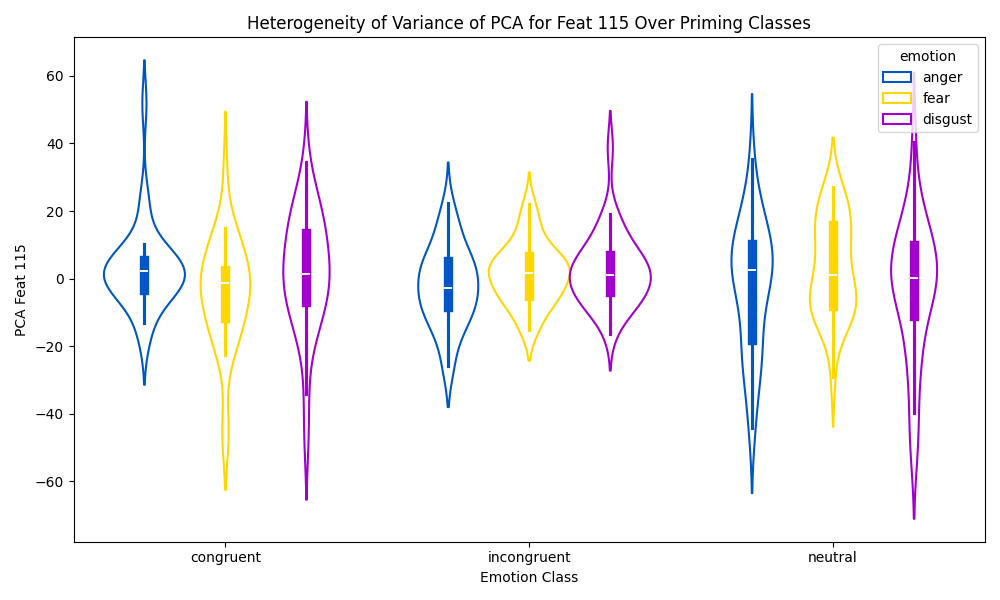 Heterogeneity of Variance of PCA for Feat 115 Over Priming Classes
emotion
anger
fear
disgust
PCA Feat 115
60
40
20
0
−20
−40
−60
congruent
incongruent
neutral
Emotion Class